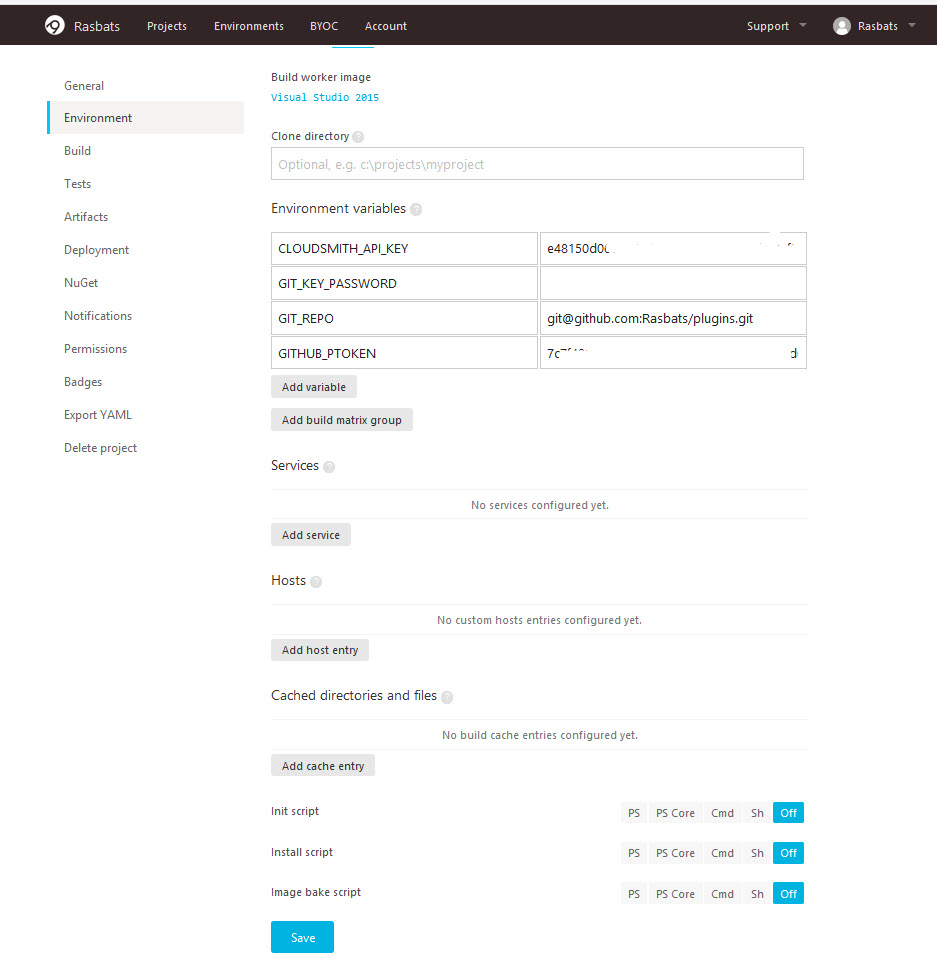 Rasbats Projects Environments BYOC Account Support Rasbats
General
Environment
Build
Tests
Artifacts
Deployment
NuGet
Notifications
Permissions
Badges
Export YAML
Delete project
Build worker image
Visual Studio 2015
Clone directory ?
Optional, e.g. c:\projects\myproject
Environment variables ?
CLOUDSMITH_API_KEY
GIT_KEY_PASSWORD
GIT_REPO git@github.com:Rasbats/plugins.git
GITHUB_PTOKEN
Add variable
Add build matrix group
Services ?
No services configured yet.
Add service
Hosts ?
No custom hosts entries configured yet.
Add host entry
Cached directories and files ?
No build cache entries configured yet.
Add cache entry
Init script PS PS Core Cmd Sh Off
Install script PS PS Core Cmd Sh Off
Image bake script PS PS Core Cmd Sh Off
Save